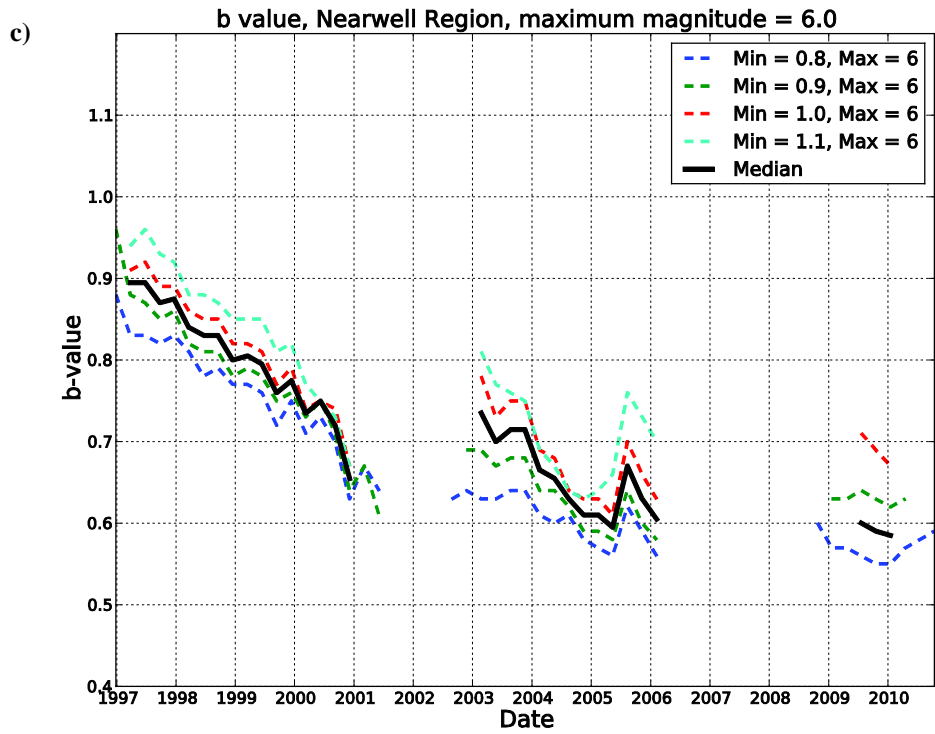 c)
b value, Nearwell Region, maximum magnitude = 6.0
Min = 0.8, Max = 6
Min = 0.9, Max = 6
Min = 1.0, Max = 6
Min = 1.1, Max = 6
Median
1.1
1.0
0.9
0.8
0.7
0.6
0.5
0.4
b-value
1997 1998 1999 2000 2001 2002 2003 2004 2005 2006 2007 2008 2009 2010
Date